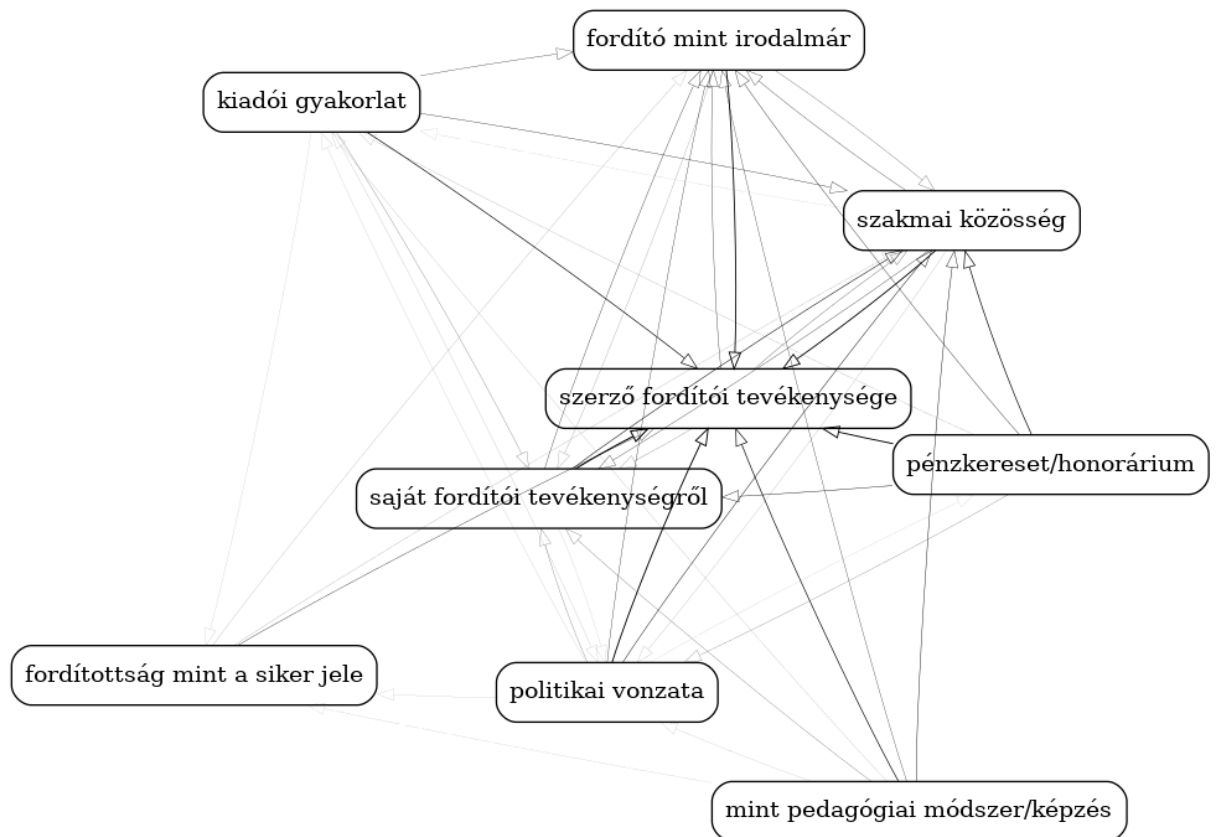 fordító mint irodalmár
kiadói gyakorlat
szakmai közösség
szerző fordítói tevékenysége
pénzkereset/honorárium
saját fordítói tevékenységről
fordítottság mint a siker jele
politikai vonzata
mint pedagógiai módszer/képzés